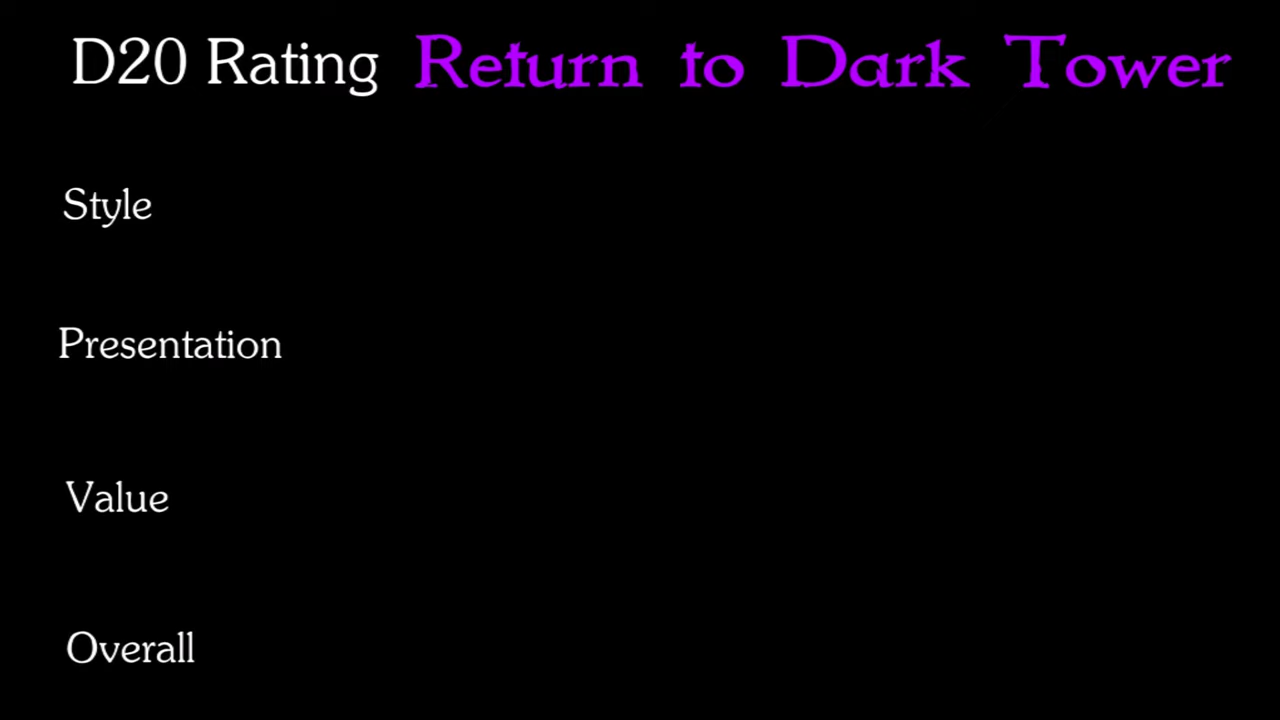 D20 Rating Return to Dark Tower
Style
Presentation
Value
Overall